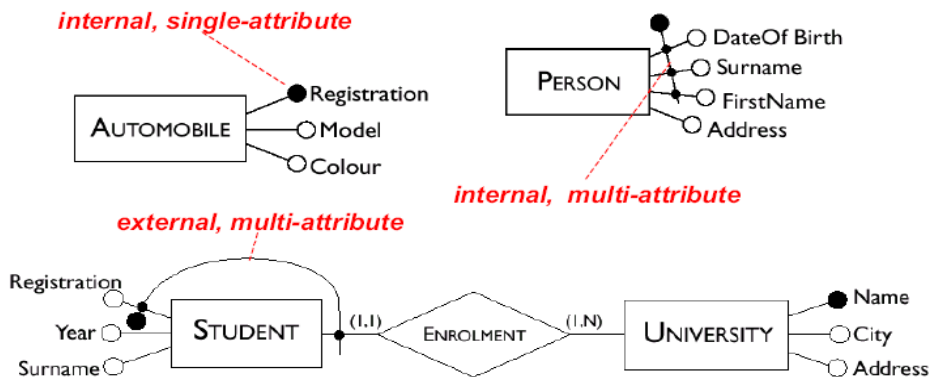 internal, single-attribute
DateOf Birth
Surname
FirstName
Address
PERSON
Registration
Model
Colour
AUTOMOBILE
internal, multi-attribute
external, multi-attribute
Registration
Year
Surname
STUDENT
(1,1)
ENROLMENT
(1,N)
UNIVERSITY
Name
City
Address